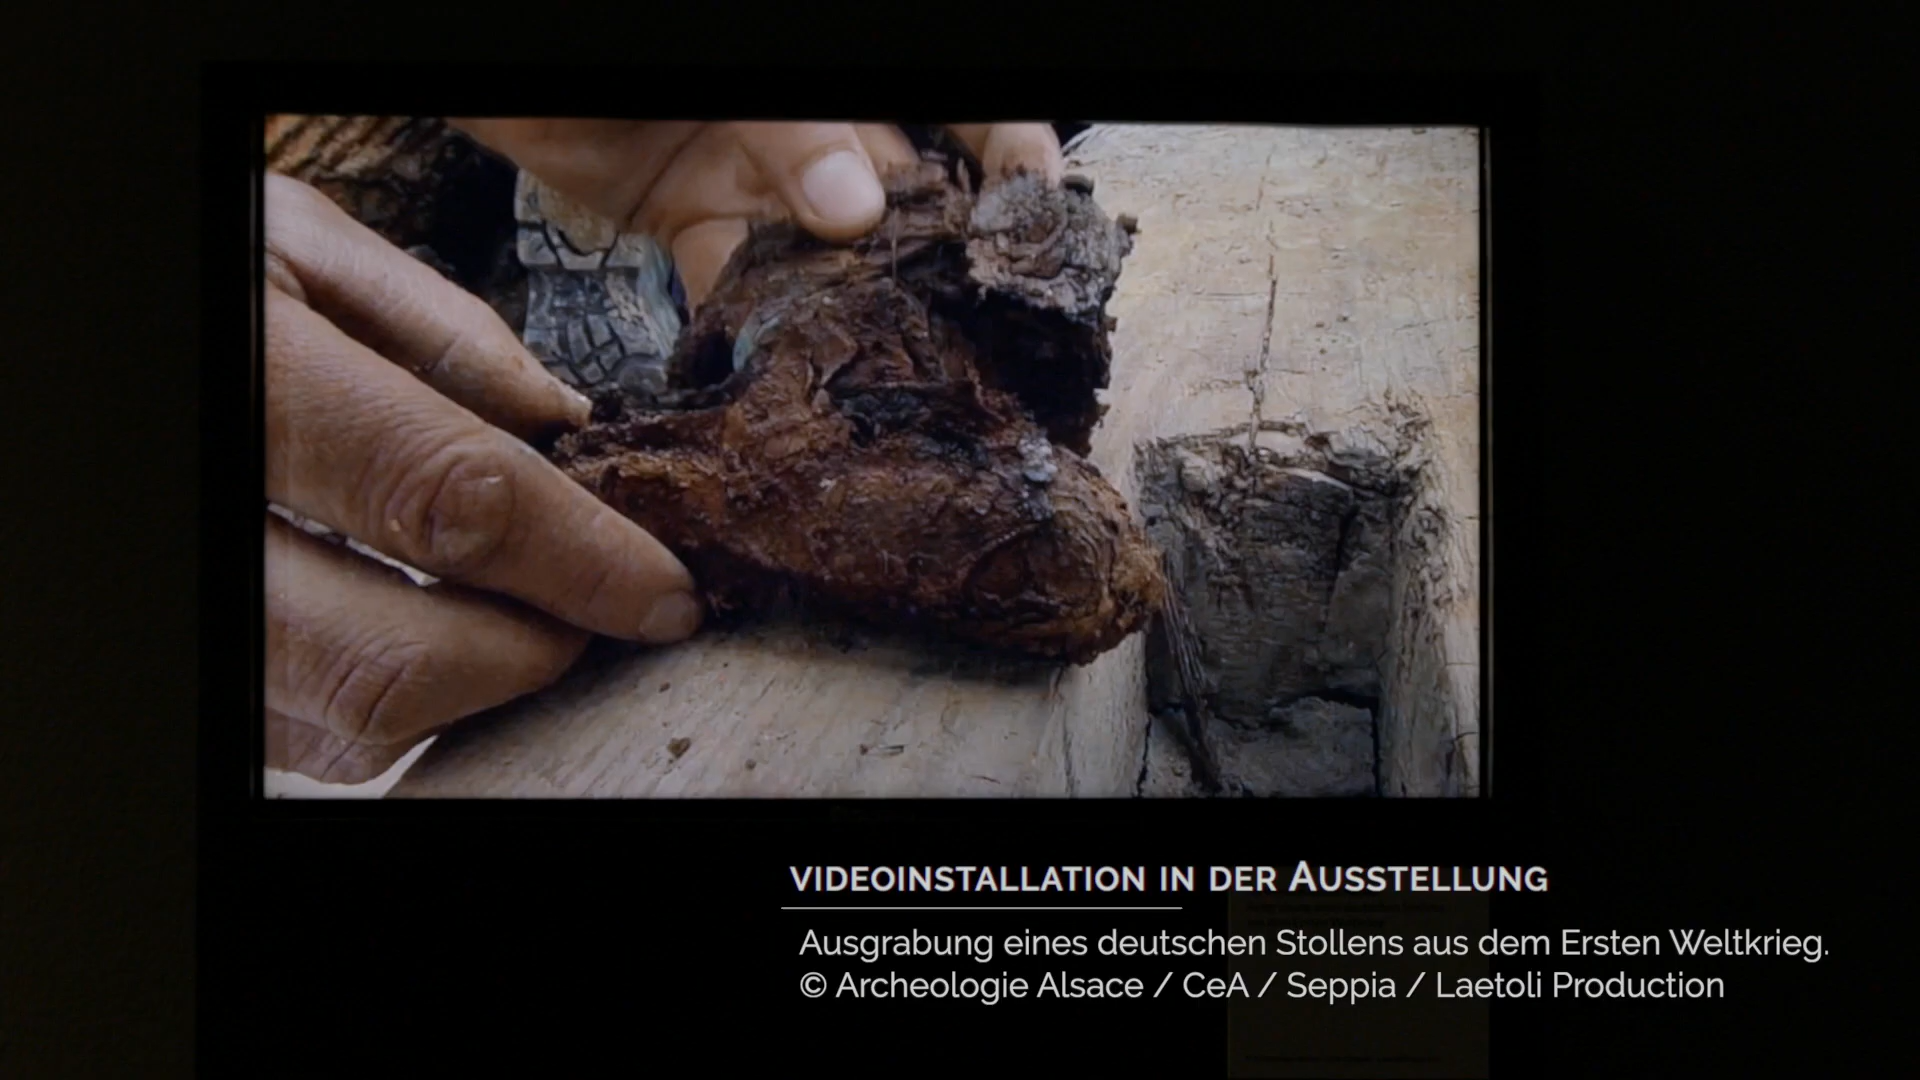 VIDEOINSTALLATION IN DER AUSSTELLUNG
Ausgrabung eines deutschen Stollens aus dem Ersten Weltkrieg.
© Archeologie Alsace / CeA / Seppia / Laetoli Production